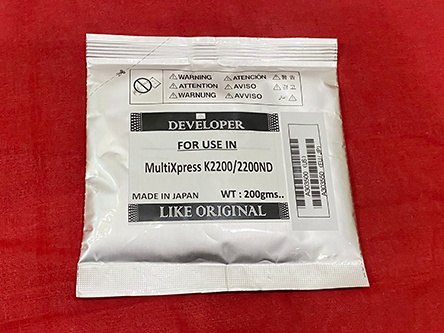 ⚠WARNING ⚠ATENCIÓN ⚠警告
⚠ATTENTION ⚠AVISO
⚠WARNUNG ⚠AVVISO
DEVELOPER
FOR USE IN
MultiXpress K2200/2200ND
MADE IN JAPAN WT : 200gms..
LIKE ORIGINAL